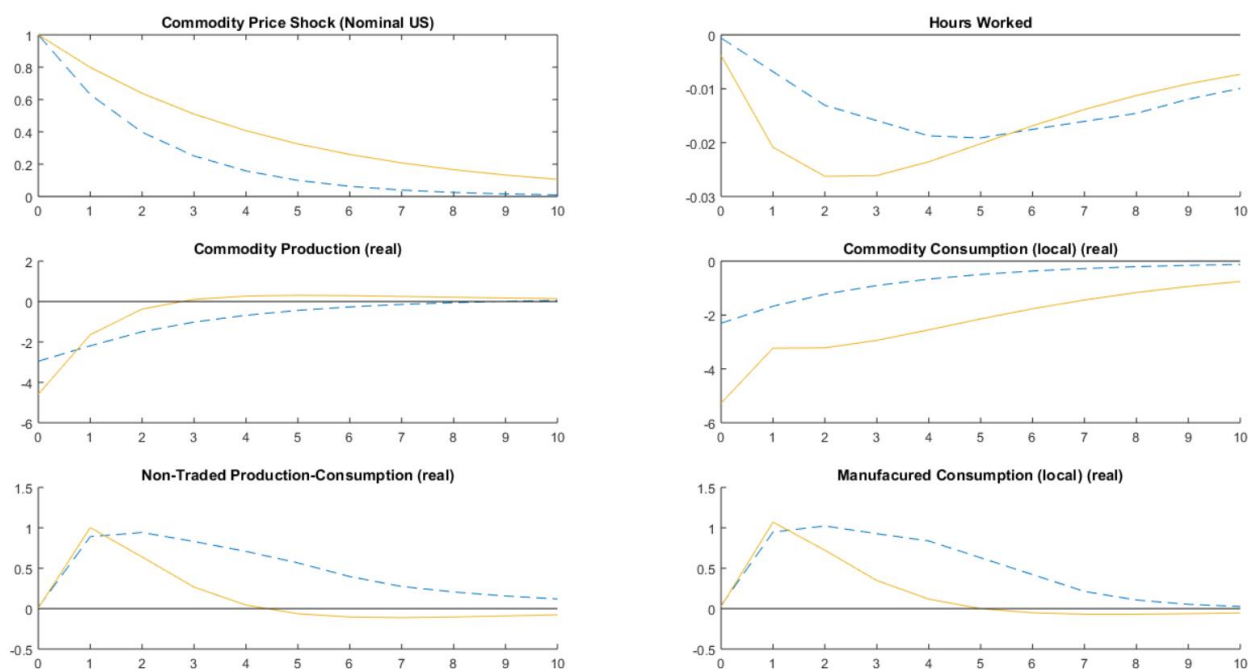 Commodity Price Shock (Nominal US)
1
0.8
0.6
0.4
0.2
0
0 1 2 3 4 5 6 7 8 9 10
Hours Worked
0
-0.01
-0.02
-0.03
0 1 2 3 4 5 6 7 8 9 10
Commodity Production (real)
2
0
-2
-4
-6
0 1 2 3 4 5 6 7 8 9 10
Commodity Consumption (local) (real)
0
-2
-4
-6
0 1 2 3 4 5 6 7 8 9 10
Non-Traded Production-Consumption (real)
1.5
1
0.5
0
-0.5
0 1 2 3 4 5 6 7 8 9 10
Manufacured Consumption (local) (real)
1.5
1
0.5
0
-0.5
0 1 2 3 4 5 6 7 8 9 10